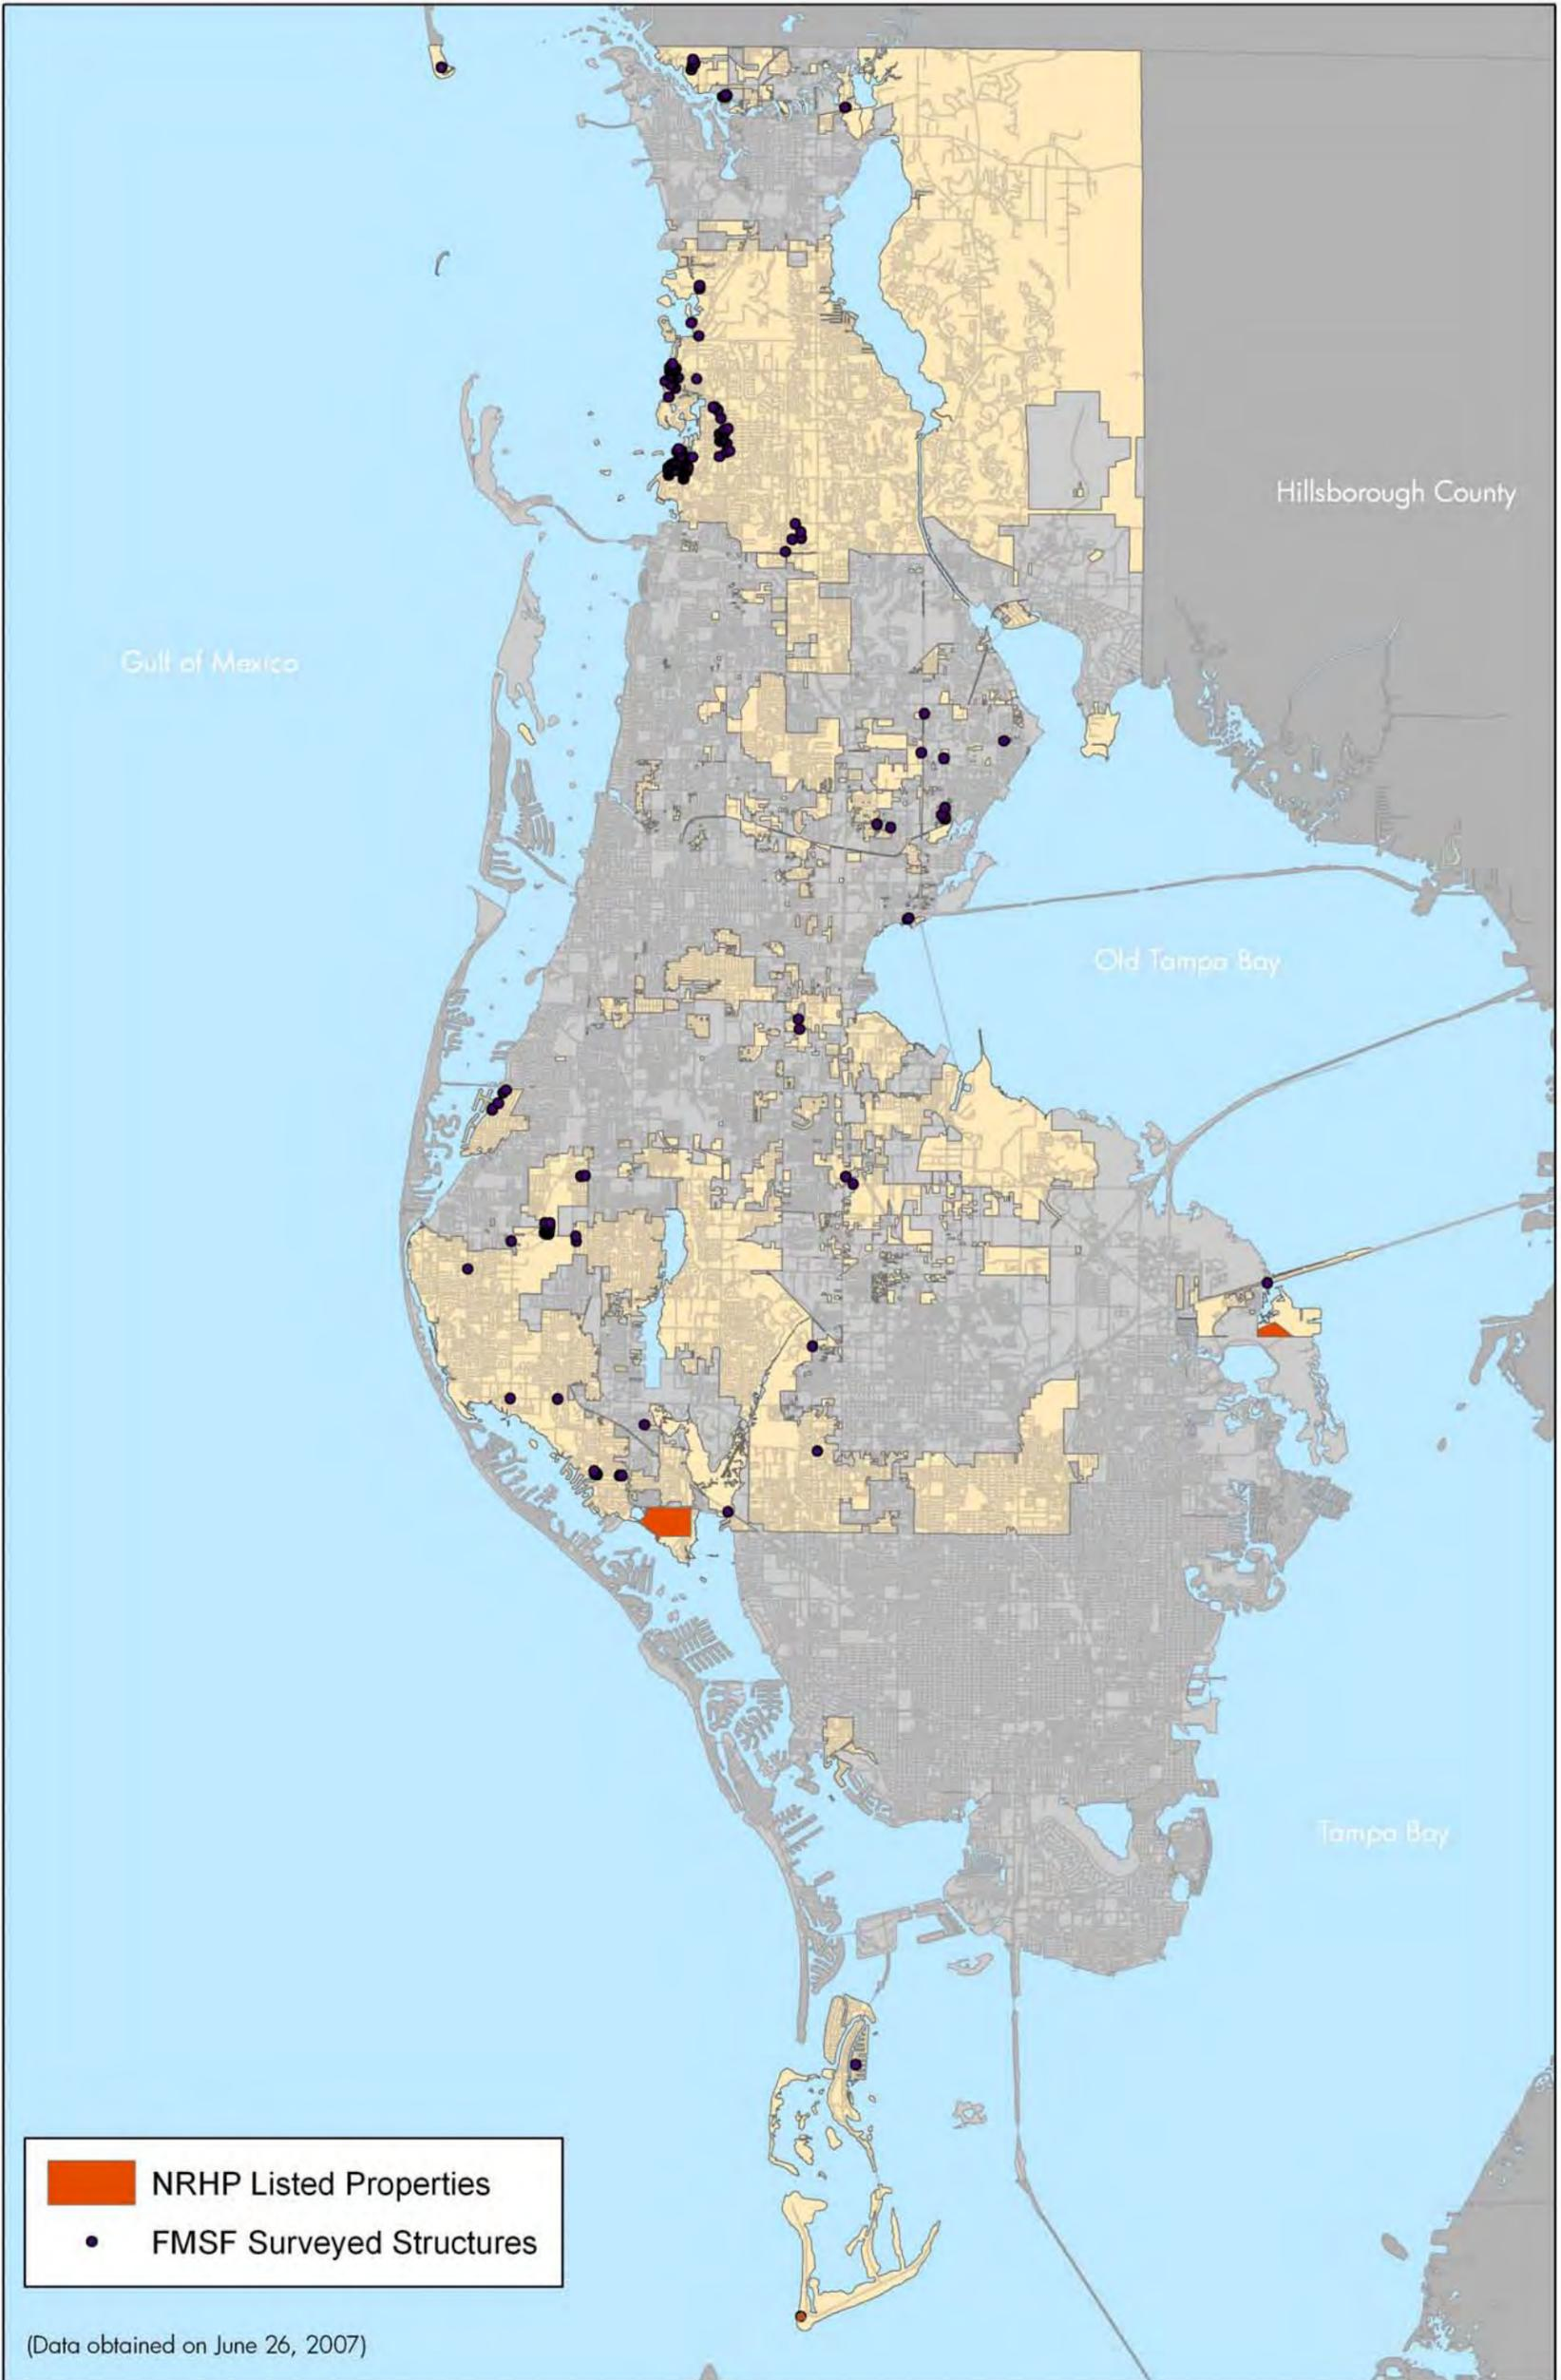 Hillsborough County
Gulf of Mexico
Old Tampa Bay
Tampa Bay
NRHP Listed Properties
FMSF Surveyed Structures
(Data obtained on June 26, 2007)